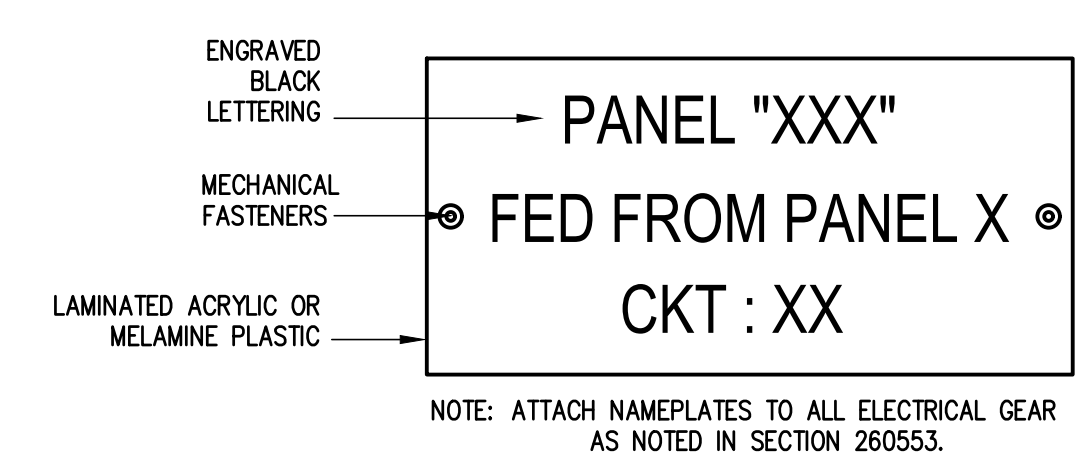 ENGRAVED
BLACK
LETTERING
MECHANICAL
FASTENERS
LAMINATED ACRYLIC OR
MELAMINE PLASTIC
PANEL "XXX"
FED FROM PANEL X
CKT : XX
NOTE: ATTACH NAMEPLATES TO ALL ELECTRICAL GEAR
AS NOTED IN SECTION 260553.